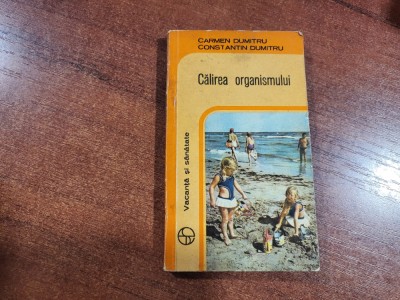 CARMEN DUMITRU
CONSTANTIN DUMITRU
Călirea organismului
Vacanță și sănătate